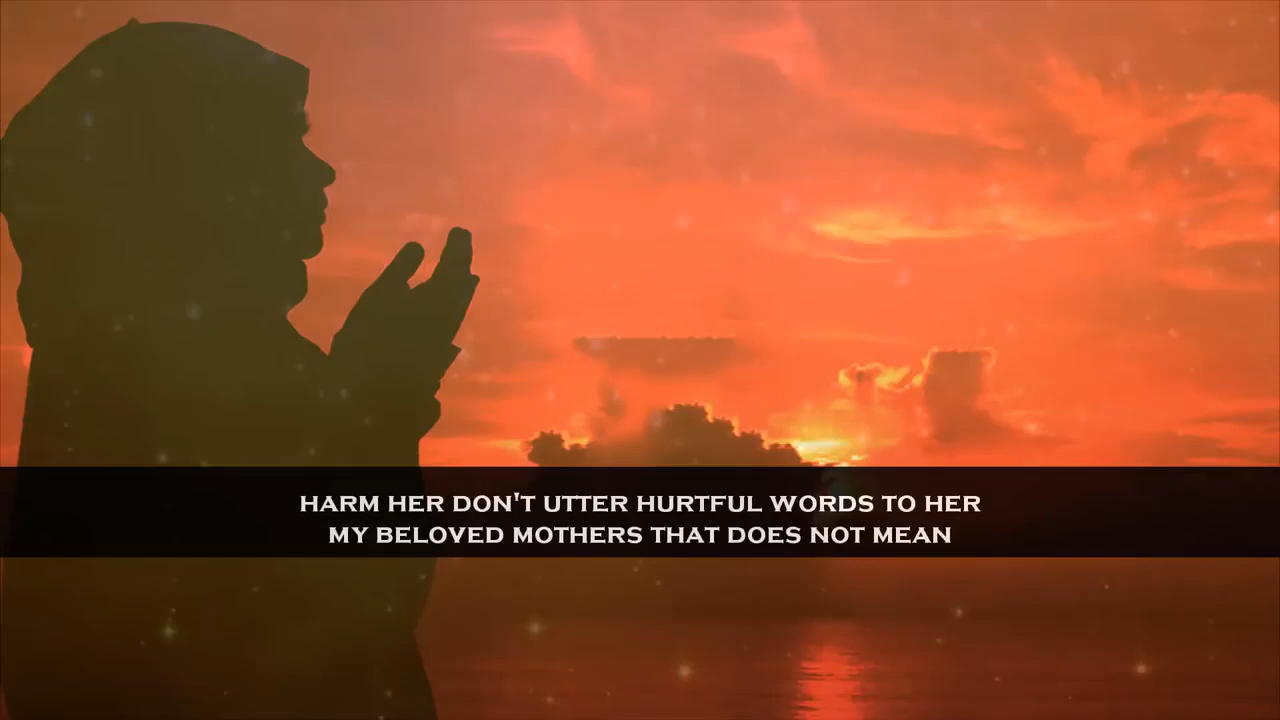 HARM HER DON'T UTTER HURTFUL WORDS TO HER
MY BELOVED MOTHERS THAT DOES NOT MEAN